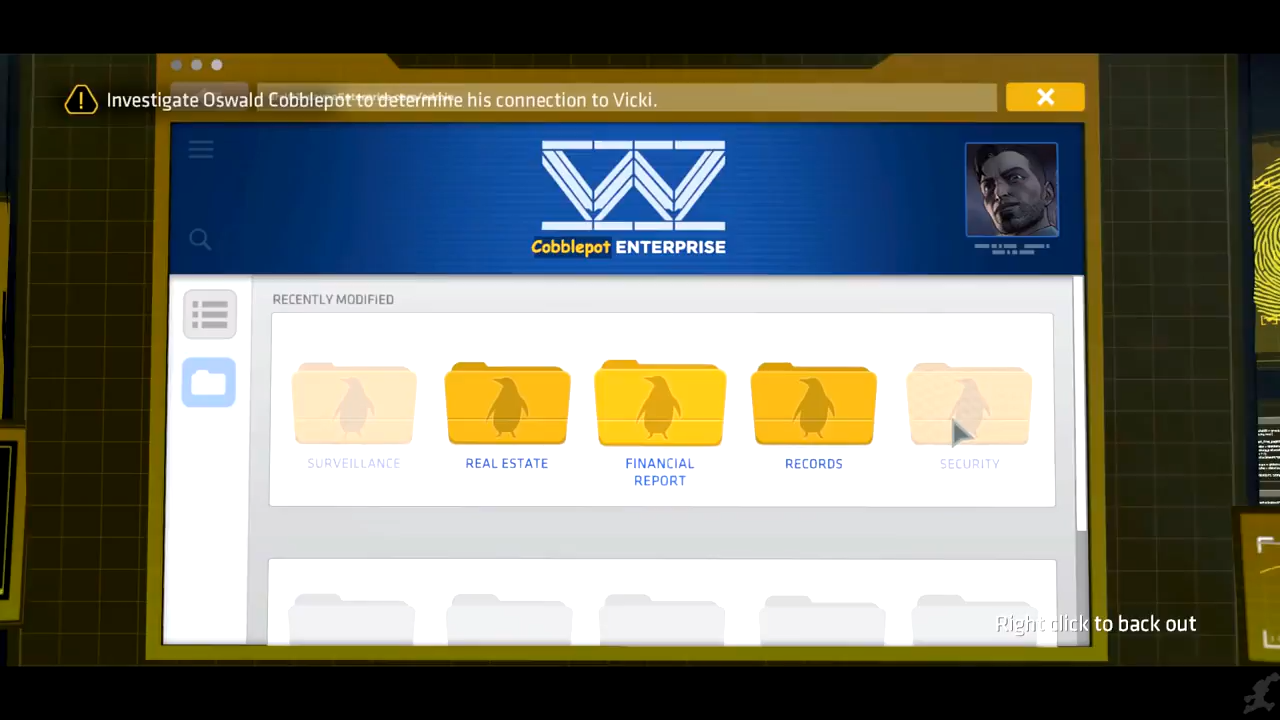 Investigate Oswald Cobblepot to determine his connection to Vicki.
Cobblepot ENTERPRISE
RECENTLY MODIFIED
SURVEILLANCE
REAL ESTATE
FINANCIAL
REPORT
RECORDS
SECURITY
Right click to back out